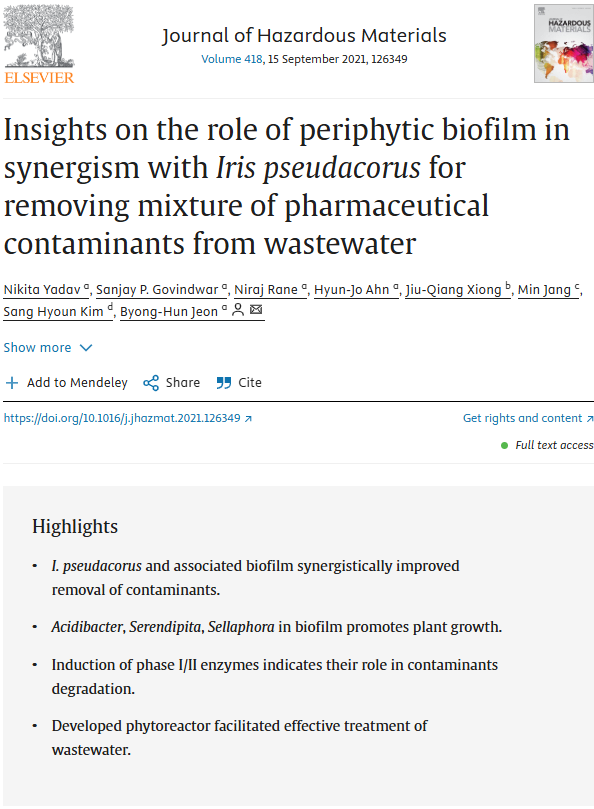 ELSEVIER
Journal of Hazardous Materials
Volume 418, 15 September 2021, 126349
HAZARDOUS
MATERIALS
Insights on the role of periphytic biofilm in
synergism with Iris pseudacorus for
removing mixture of pharmaceutical
contaminants from wastewater
Nikita Yadav a, Sanjay P. Govindwar a, Niraj Rane a, Hyun-Jo Ahn a, Jiu-Qiang Xiong b, Min Jang c,
Sang Hyoun Kim d, Byong-Hun Jeon a
Show more
Add to Mendeley Share Cite
https://doi.org/10.1016/j.jhazmat.2021.126349 ↗ Get rights and content ↗
● Full text access
Highlights
• I. pseudacorus and associated biofilm synergistically improved
removal of contaminants.
• Acidibacter, Serendipita, Sellaphora in biofilm promotes plant growth.
• Induction of phase I/II enzymes indicates their role in contaminants
degradation.
• Developed phytoreactor facilitated effective treatment of
wastewater.